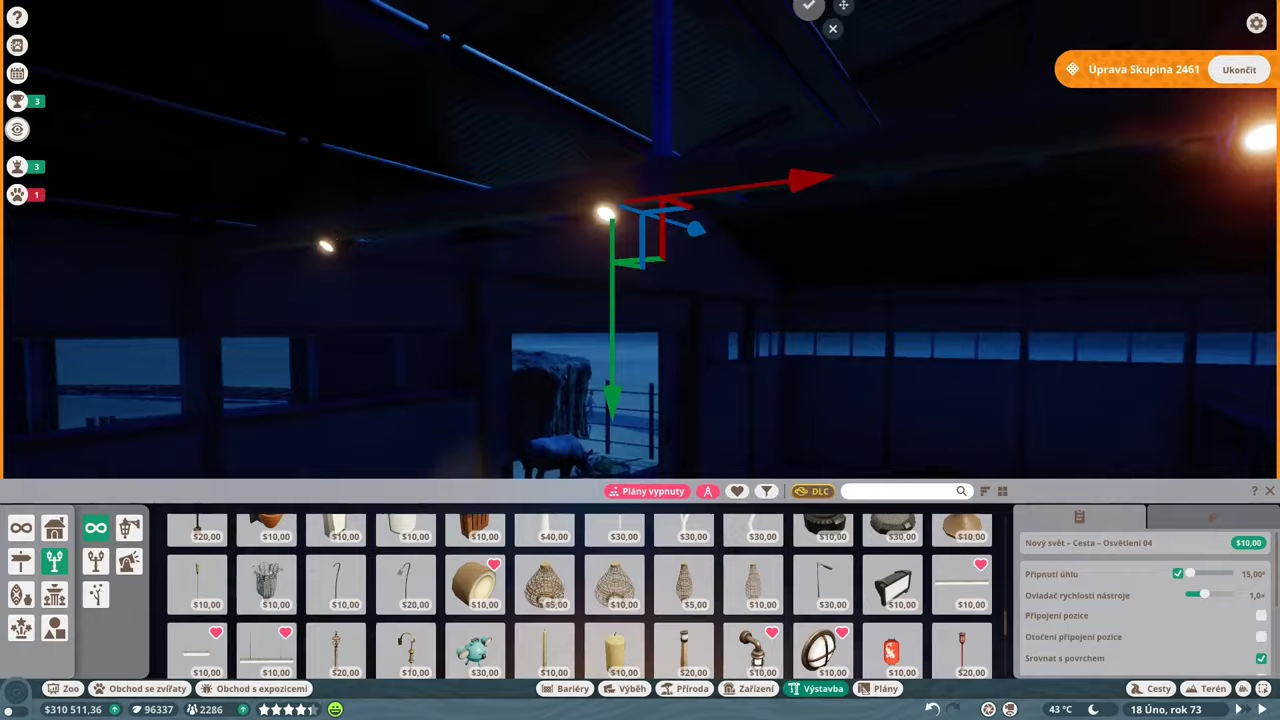 Úprava Skupina 2461
Ukončit
3
3
1
Plány vypnuty
DLC
$20,00
$10,00
$10,00
$10,00
$10,00
$10,00
$30,00
$30,00
$30,00
$10,00
$30,00
$10,00
$10,00
$10,00
$10,00
$20,00
$10,00
$5,00
$10,00
$5,00
$10,00
$30,00
$10,00
$10,00
$10,00
$10,00
$20,00
$10,00
$30,00
$10,00
$10,00
$20,00
$10,00
$10,00
$10,00
$20,00
Nový svět – Cesta – Osvětlení 04
$10,00
Připnutí úhlu
15,00°
Ovladač rychlosti nástroje
1,0×
Připojení pozice
Otočení připojení pozice
Srovnat s povrchem
Zoo
Obchod se zvířaty
Obchod s expozicemi
Bariéry
Výběh
Příroda
Zařízení
Výstavba
Plány
Cesty
Terén
$310 511,36
96337
2286
43 °C
18 Úno, rok 73